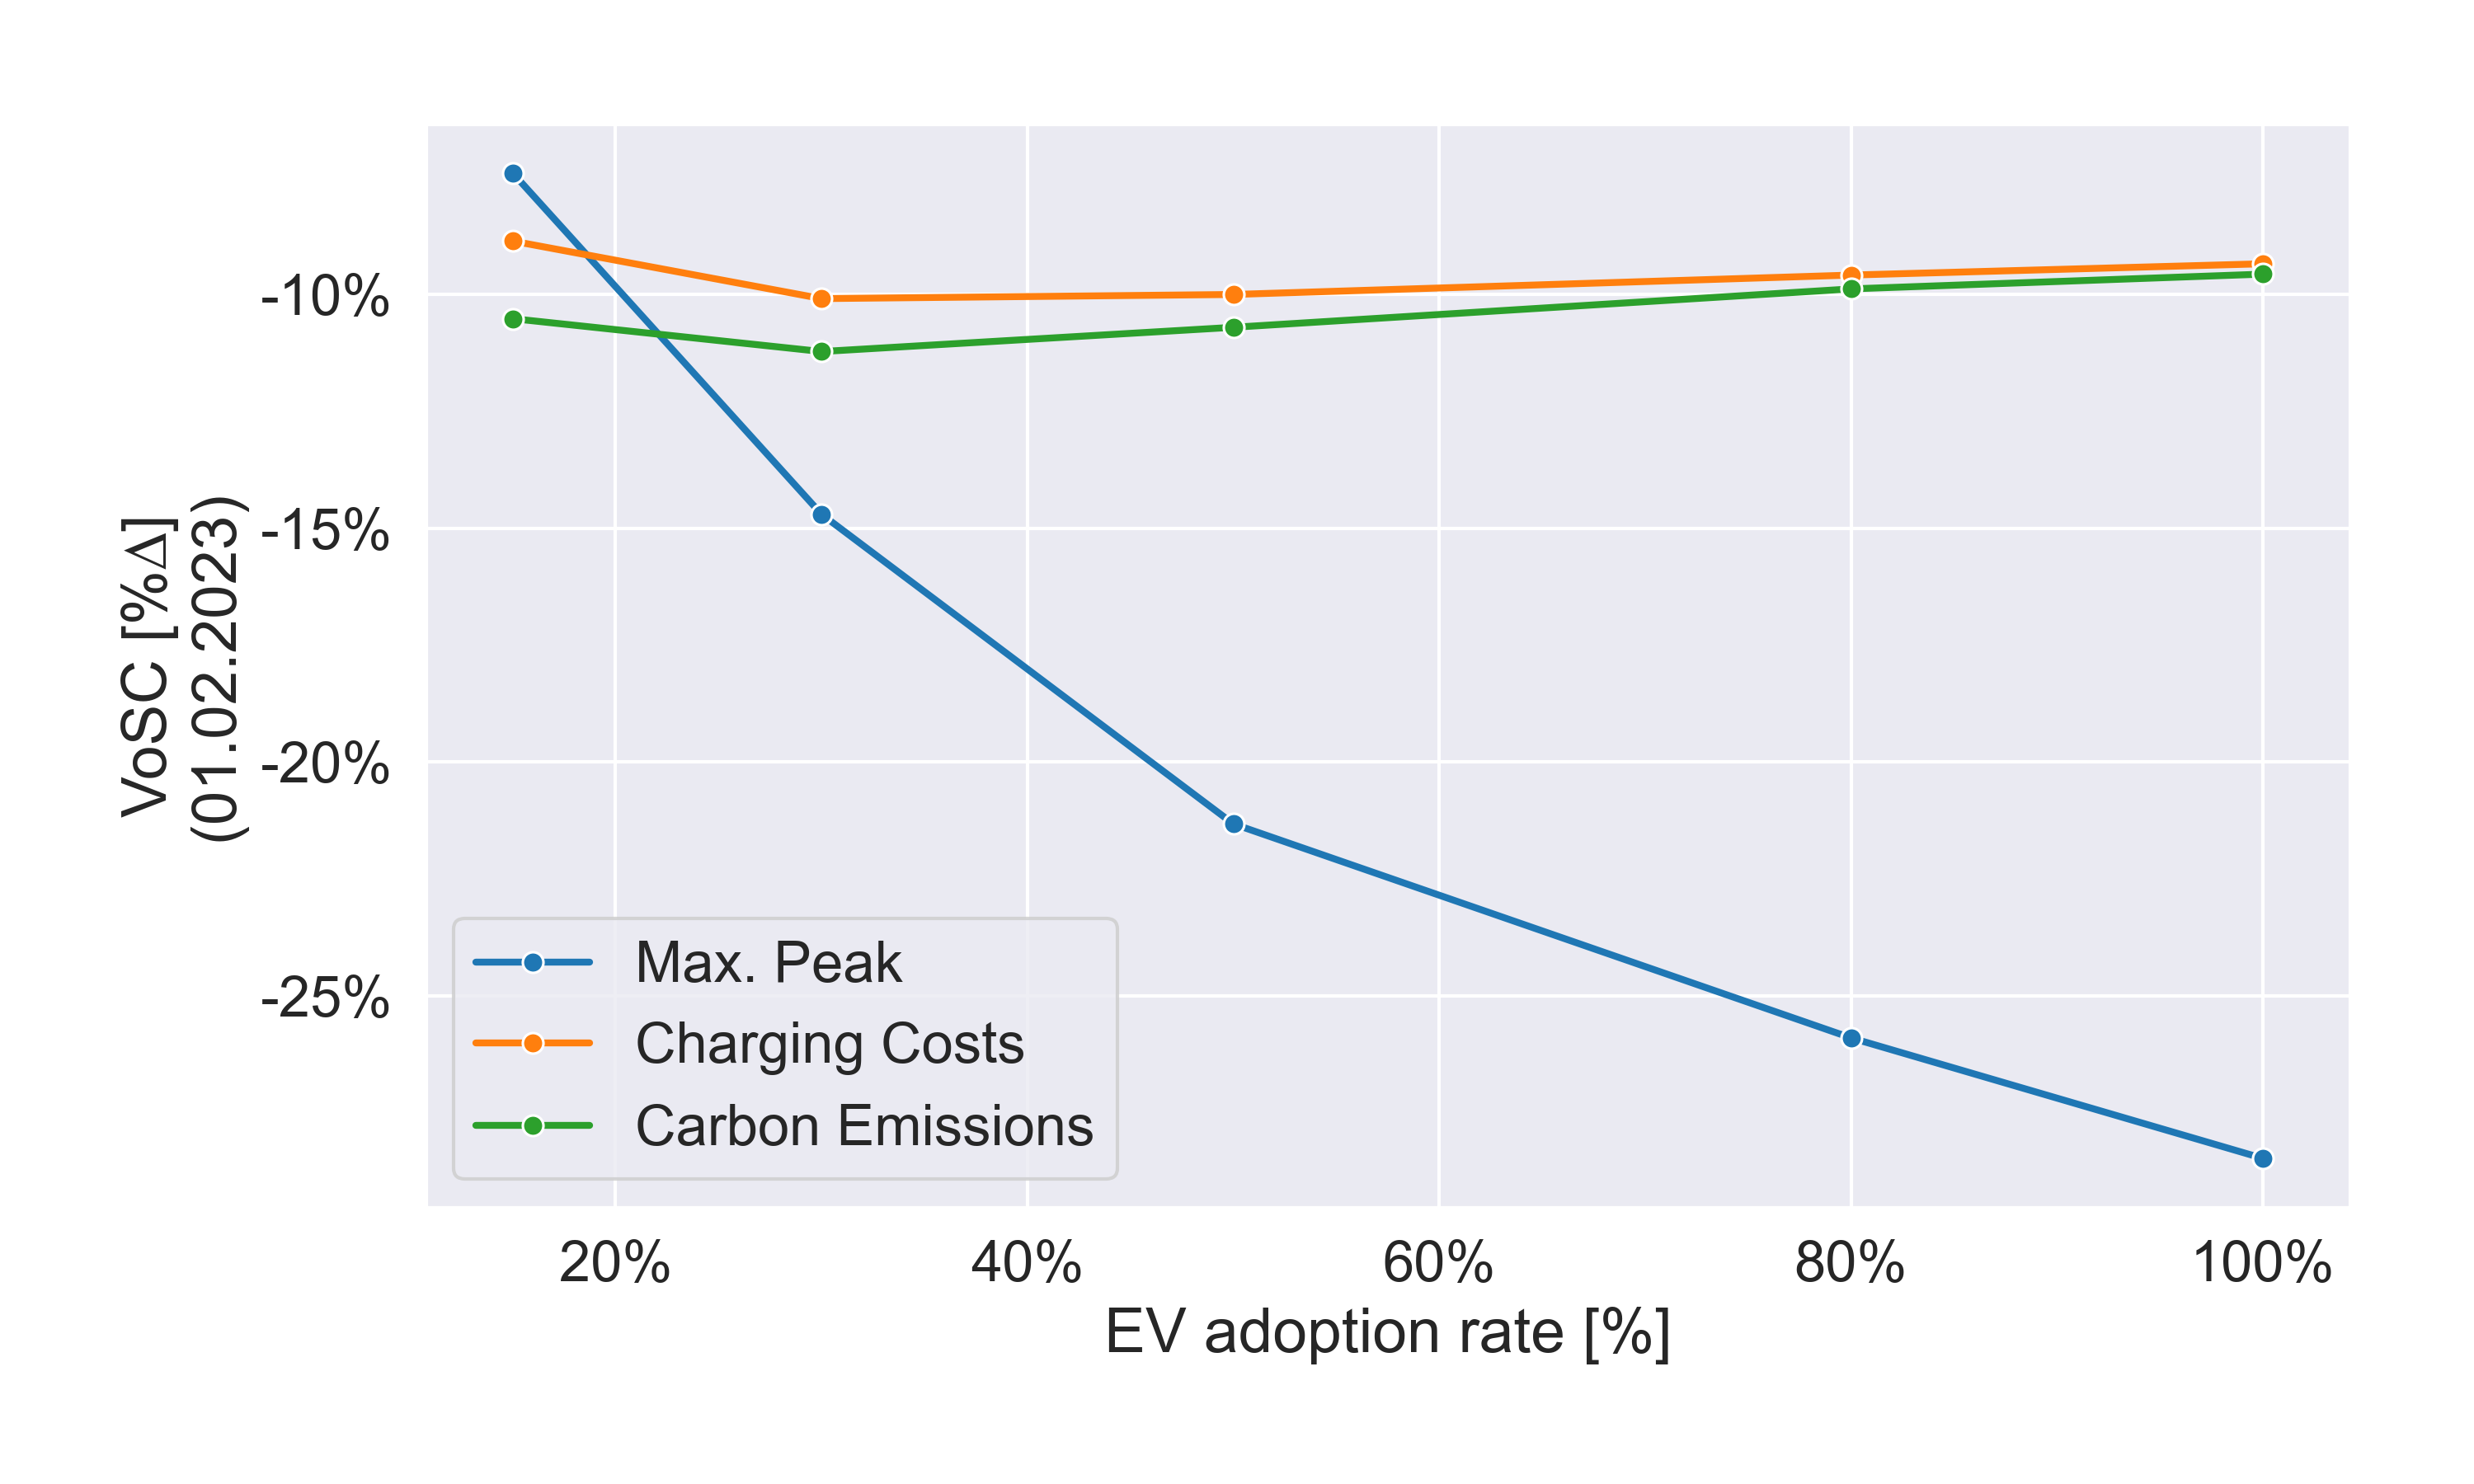 VoSC [%Δ]
(01.02.2023)
-10%
-15%
-20%
-25%
Max. Peak
Charging Costs
Carbon Emissions
20%
40%
60%
80%
100%
EV adoption rate [%]